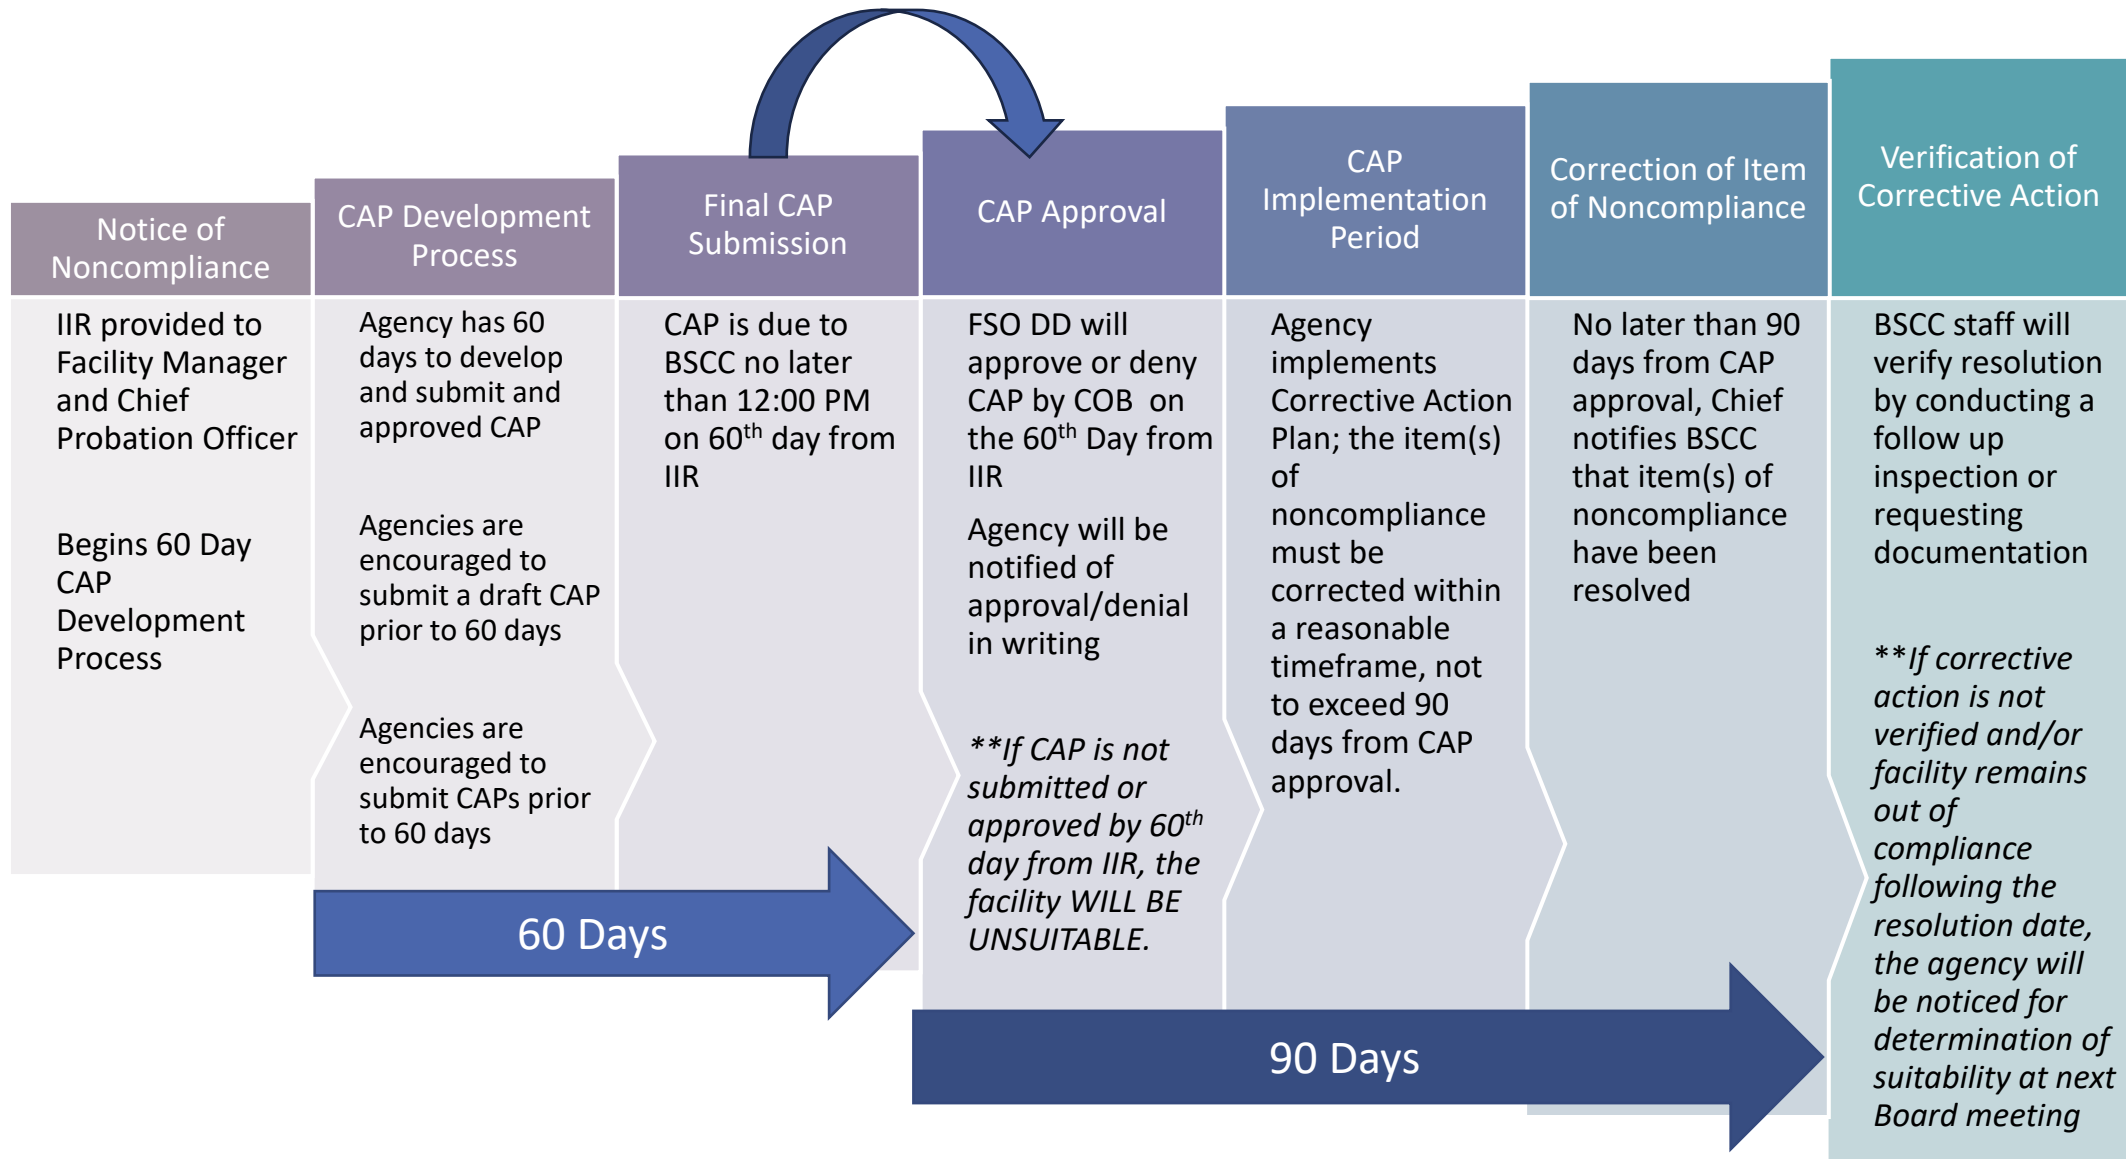 Notice of
Noncompliance
IIR provided to
Facility Manager
and Chief
Probation Officer
Begins 60 Day
CAP
Development
Process
CAP Development
Process
Agency has 60
days to develop
and submit and
approved CAP
Agencies are
encouraged to
submit a draft CAP
prior to 60 days
Agencies are
encouraged to
submit CAPs prior
to 60 days
Final CAP
Submission
CAP is due to
BSCC no later
than 12:00 PM
on 60th day from
IIR
60 Days
CAP Approval
FSO DD will
approve or deny
CAP by COB on
the 60th Day from
IIR
Agency will be
notified of
approval/denial
in writing
**If CAP is not
submitted or
approved by 60th
day from IIR, the
facility WILL BE
UNSUITABLE.
CAP
Implementation
Period
Agency
implements
Corrective Action
Plan; the item(s)
of
noncompliance
must be
corrected within
a reasonable
timeframe, not
to exceed 90
days from CAP
approval.
Correction of Item
of Noncompliance
No later than 90
days from CAP
approval, Chief
notifies BSCC
that item(s) of
noncompliance
have been
resolved
90 Days
Verification of
Corrective Action
BSCC staff will
verify resolution
by conducting a
follow up
inspection or
requesting
documentation
**If corrective
action is not
verified and/or
facility remains
out of
compliance
following the
resolution date,
the agency will
be noticed for
determination of
suitability at next
Board meeting